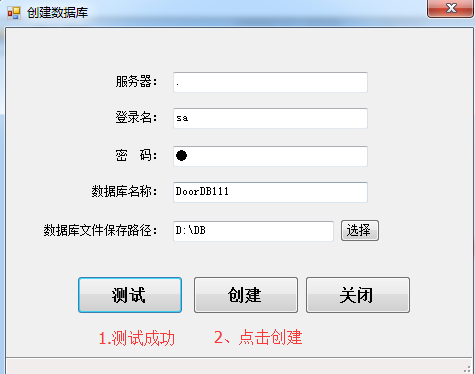 创建数据库
服务器： .
登录名： sa
密 码： ●
数据库名称： DoorDB111
数据库文件保存路径： D:\DB 选择
测试 创建 关闭
1.测试成功 2、点击创建